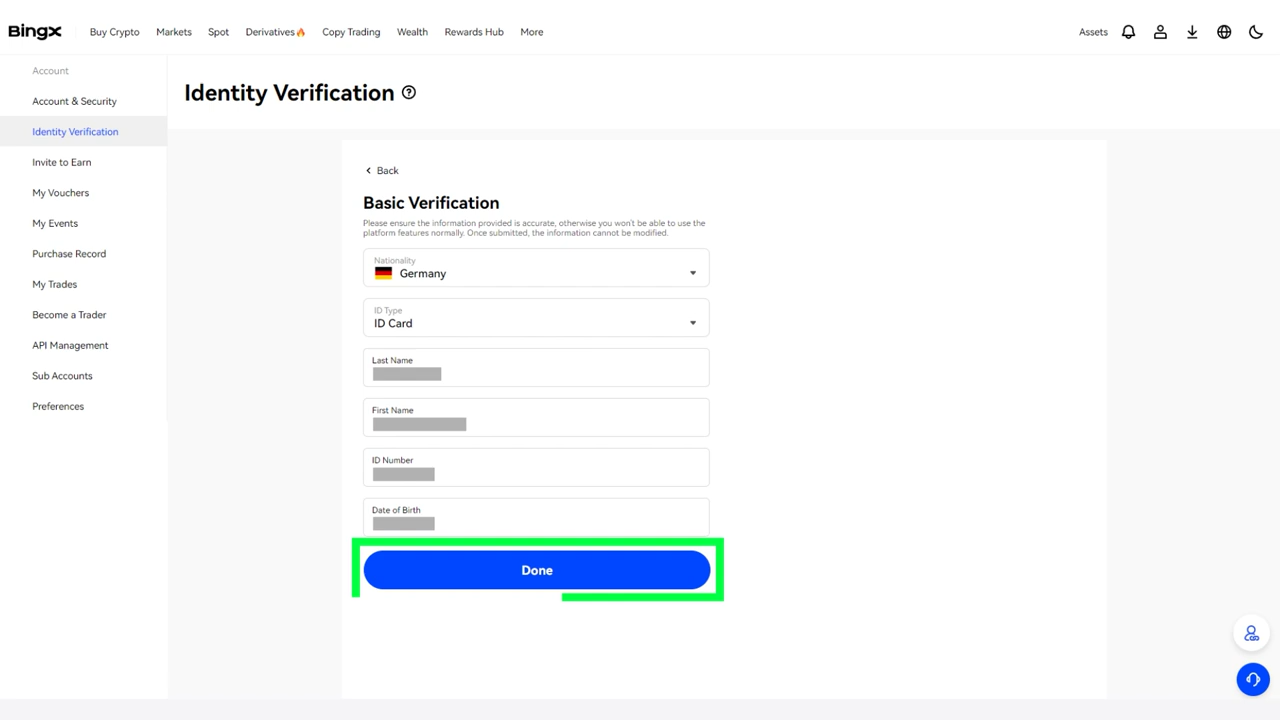 BingX
Buy Crypto
Markets
Spot
Derivatives
Copy Trading
Wealth
Rewards Hub
More
Assets
Account
Account & Security
Identity Verification
Invite to Earn
My Vouchers
My Events
Purchase Record
My Trades
Become a Trader
API Management
Sub Accounts
Preferences
Identity Verification
Back
Basic Verification
Please ensure the information provided is accurate, otherwise you won't be able to use the
platform features normally. Once submitted, the information cannot be modified.
Nationality
Germany
ID Type
ID Card
Last Name
First Name
ID Number
Date of Birth
Done